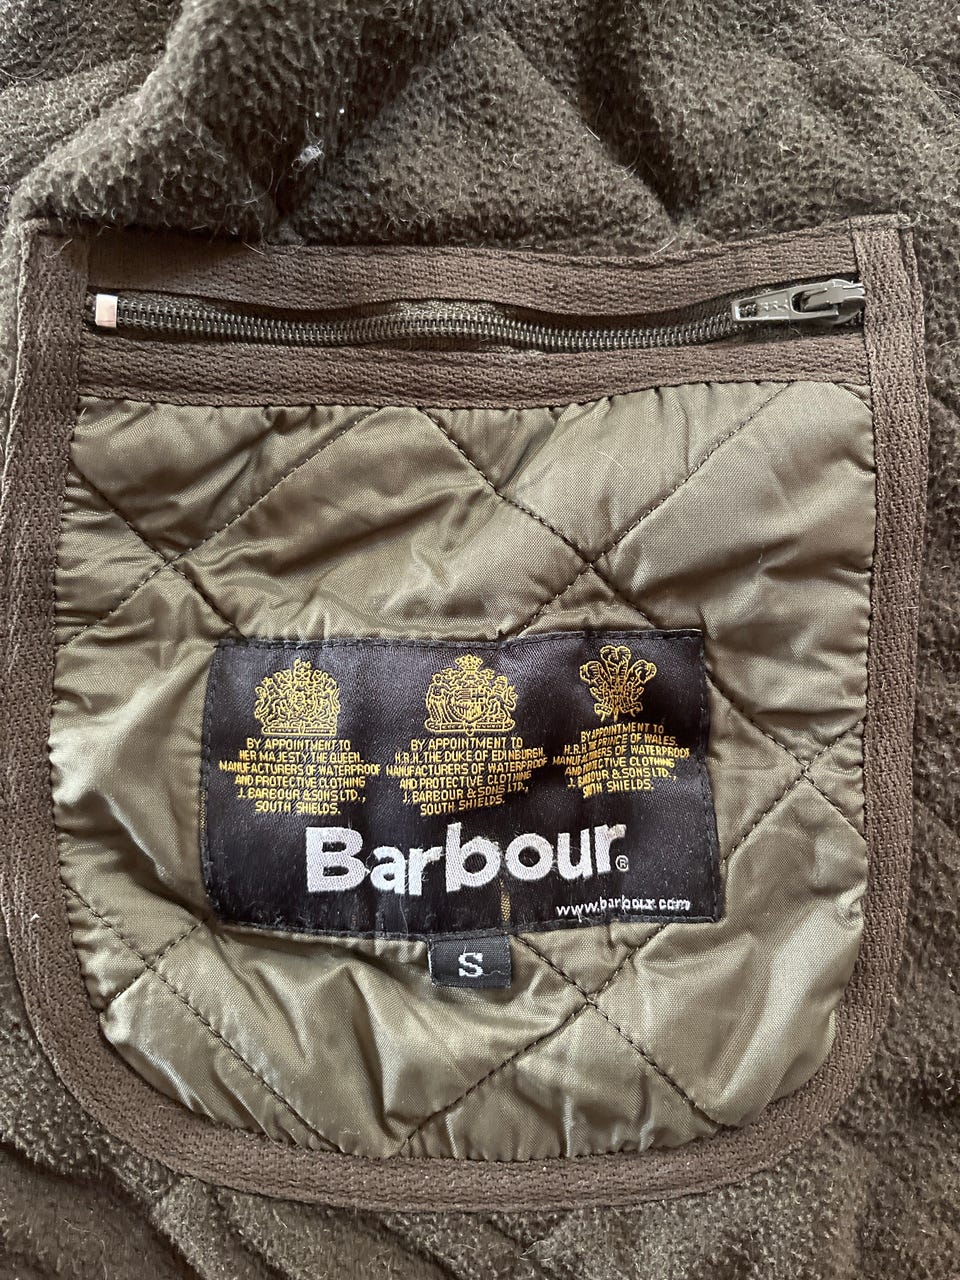 BY APPOINTMENT TO
HER MAJESTY THE QUEEN.
MANUFACTURERS OF WATERPROOF
AND PROTECTIVE CLOTHING
J. BARBOUR & SONS LTD.,
SOUTH SHIELDS.
BY APPOINTMENT TO
H.R.H. THE DUKE OF EDINBURGH.
MANUFACTURERS OF WATERPROOF
AND PROTECTIVE CLOTHING
J. BARBOUR & SONS LTD.,
SOUTH SHIELDS.
BY APPOINTMENT TO
H.R.H. THE PRINCE OF WALES.
MANUFACTURERS OF WATERPROOF
AND PROTECTIVE CLOTHING
J. BARBOUR & SONS LTD.,
SOUTH SHIELDS.
Barbour®
www.barbour.com
S